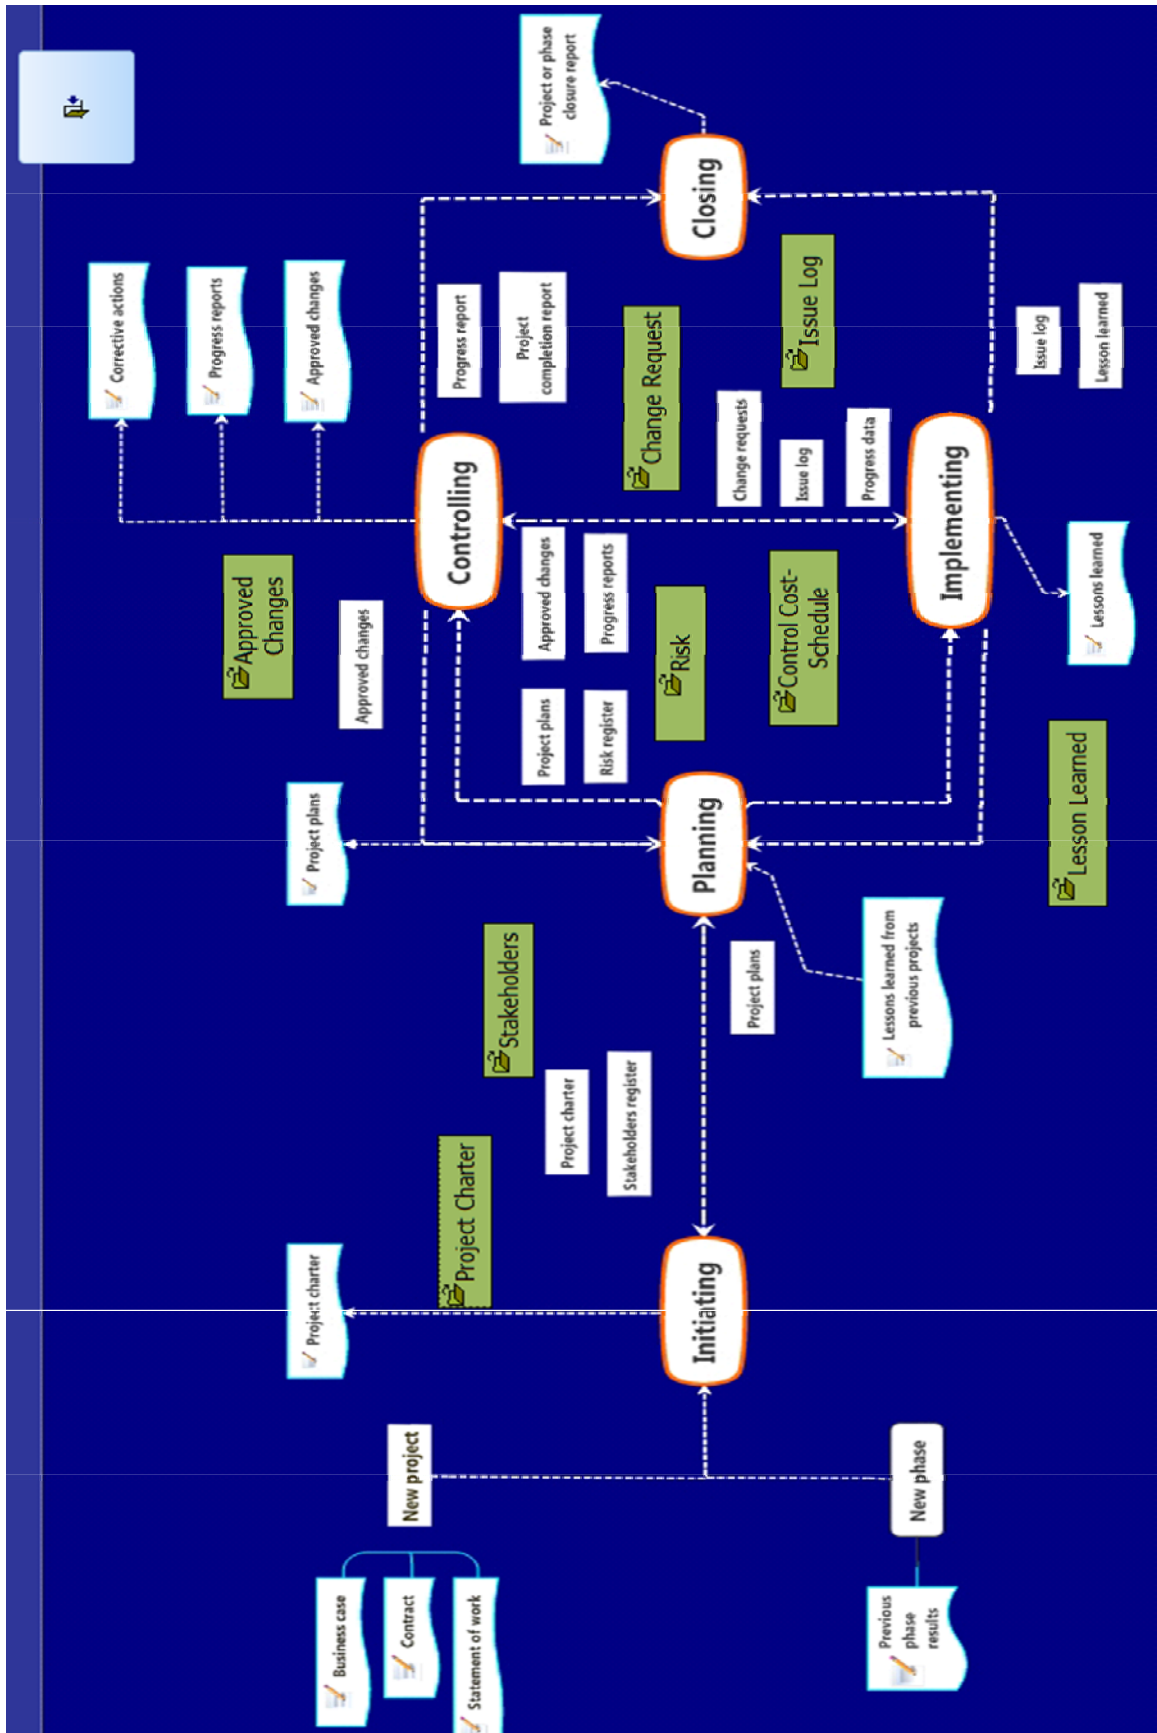 Business case
Contract
Statement of work
New project
Previous
phase
results
New phase
Initiating
Project charter
Project Charter
Stakeholders
Project charter
Stakeholders register
Project plans
Lessons learned from
previous projects
Planning
Project plans
Approved changes
Approved
Changes
Project plans
Risk register
Approved changes
Progress reports
Risk
Control Cost-
Schedule
Lesson Learned
Controlling
Implementing
Lessons learned
Corrective actions
Progress reports
Approved changes
Progress report
Project
completion report
Change Request
Change requests
Issue log
Progress data
Issue Log
Issue log
Lesson learned
Closing
Project or phase
closure report